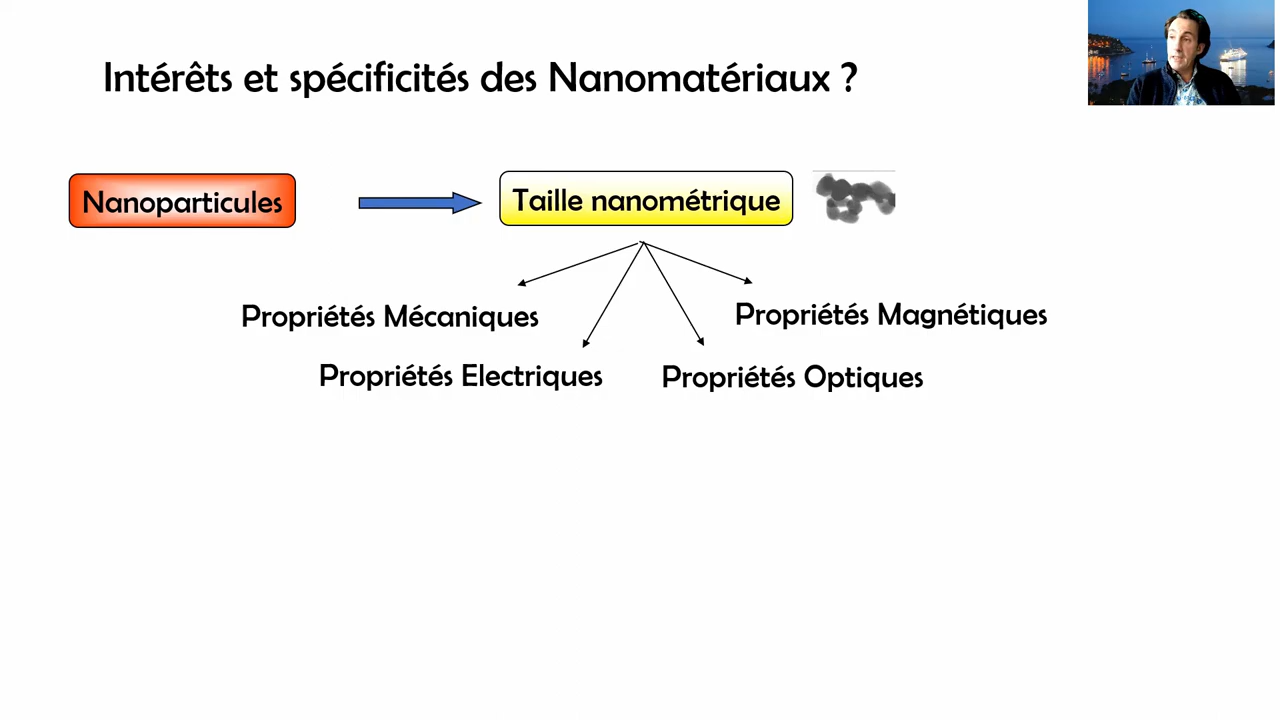 Intérêts et spécificités des Nanomatériaux ?
Nanoparticules
Taille nanométrique
Propriétés Mécaniques
Propriétés Magnétiques
Propriétés Electriques
Propriétés Optiques